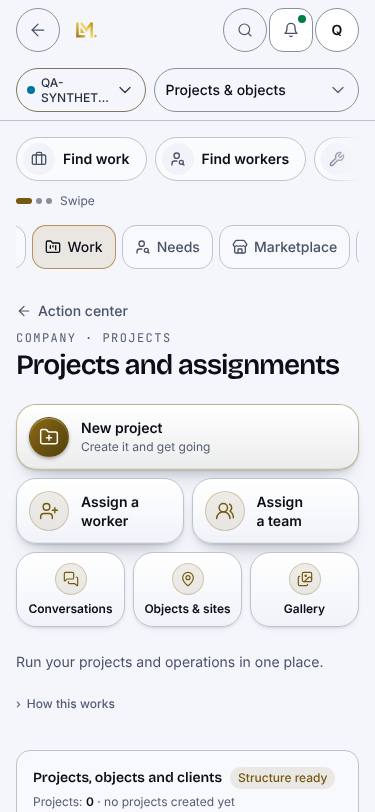 LM.
Q
QA-
SYNTHET...
Projects & objects
Find work
Find workers
Swipe
Work
Needs
Marketplace
Action center
COMPANY · PROJECTS
Projects and assignments
New project
Create it and get going
Assign a
worker
Assign
a team
Conversations
Objects & sites
Gallery
Run your projects and operations in one place.
› How this works
Projects, objects and clients
Structure ready
Projects: 0 · no projects created yet